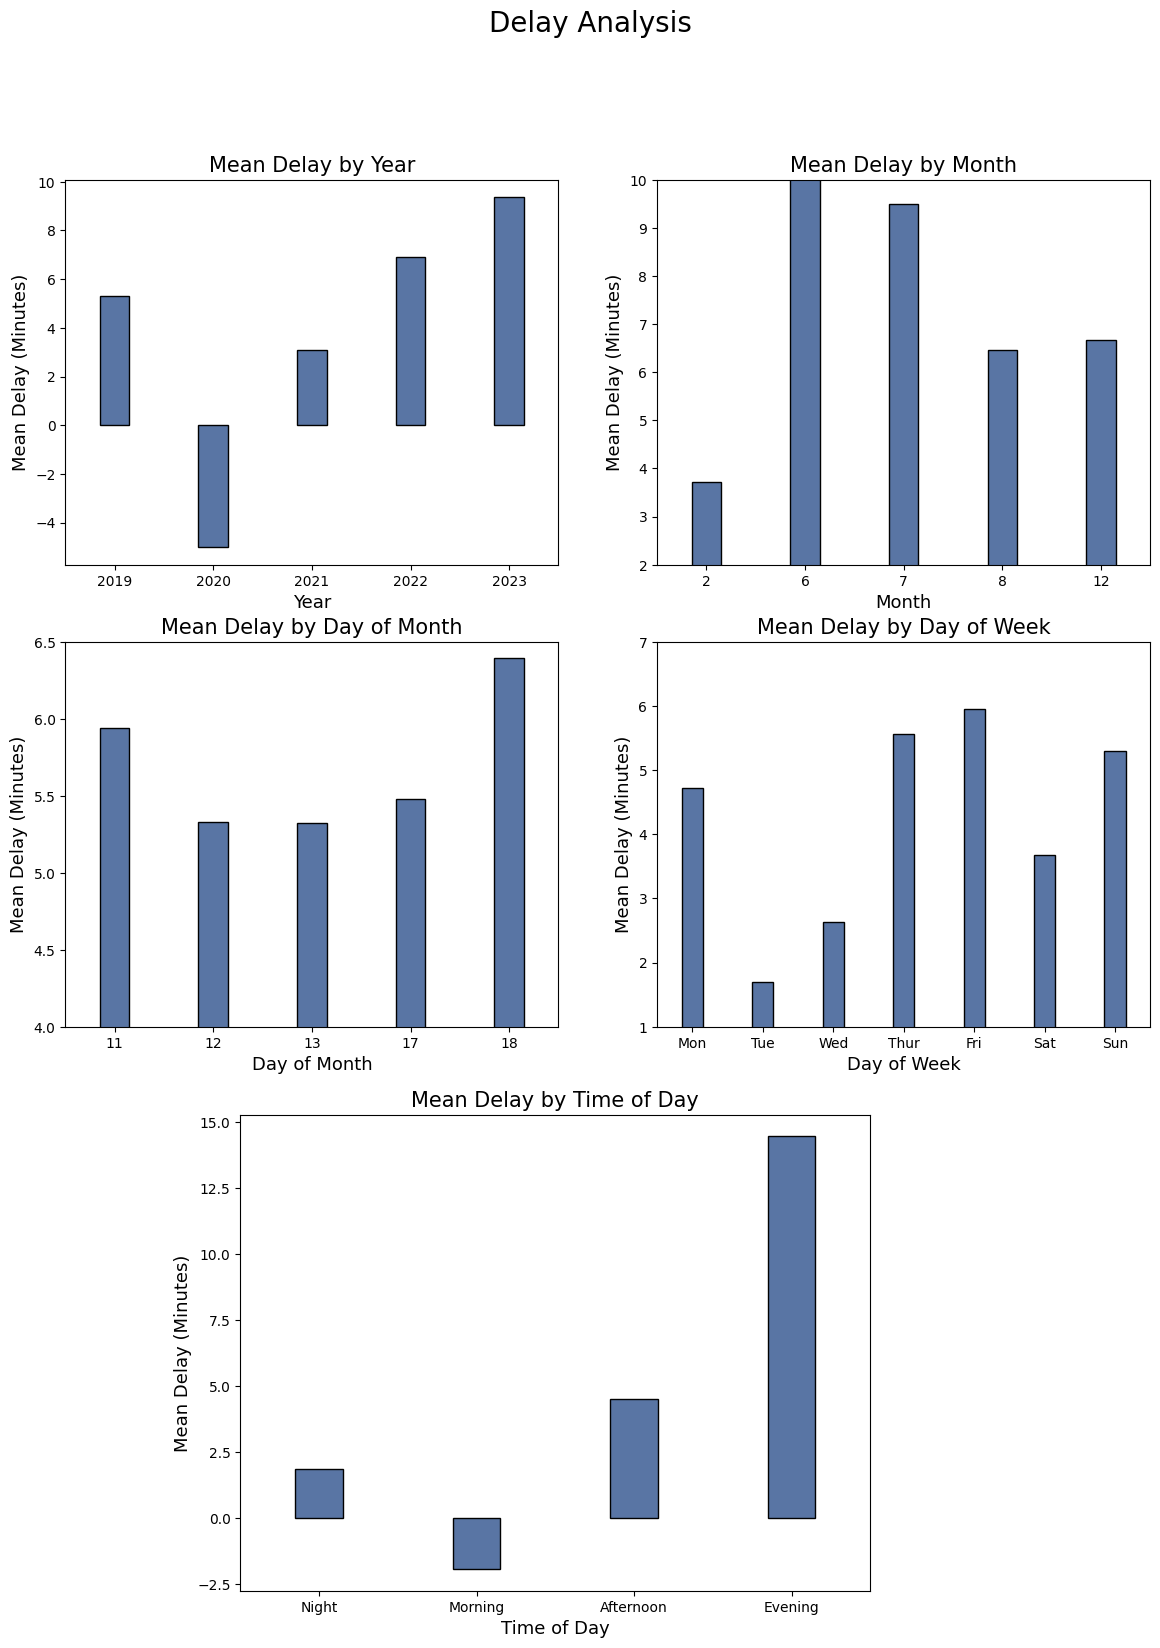 Delay Analysis
Mean Delay by Year
Mean Delay (Minutes)
10
8
6
4
2
0
−2
−4
2019 2020 2021 2022 2023
Year
Mean Delay by Month
Mean Delay (Minutes)
10
9
8
7
6
5
4
3
2
2 6 7 8 12
Month
Mean Delay by Day of Month
Mean Delay (Minutes)
6.5
6.0
5.5
5.0
4.5
4.0
11 12 13 17 18
Day of Month
Mean Delay by Day of Week
Mean Delay (Minutes)
7
6
5
4
3
2
1
Mon Tue Wed Thur Fri Sat Sun
Day of Week
Mean Delay by Time of Day
Mean Delay (Minutes)
15.0
12.5
10.0
7.5
5.0
2.5
0.0
−2.5
Night Morning Afternoon Evening
Time of Day